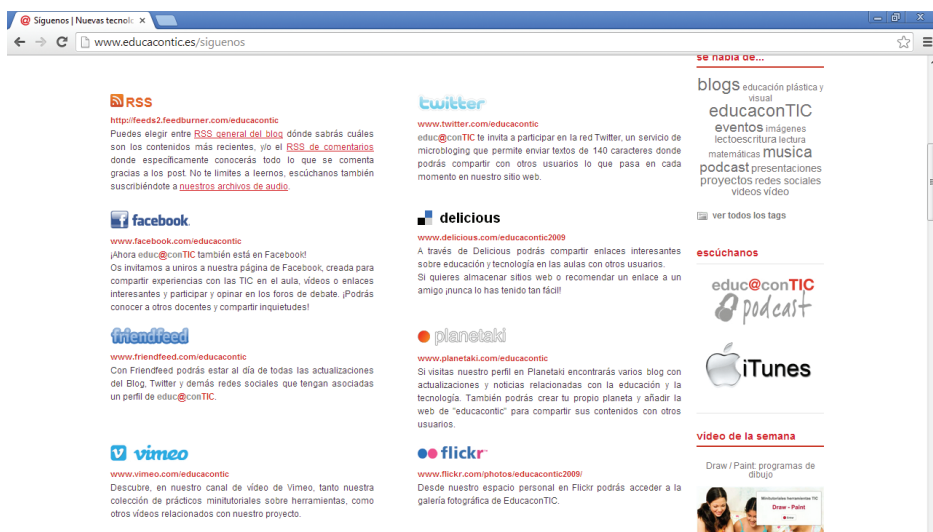 Síguenos | Nuevas tecnolo
www.educacontic.es/siguenos
RSS
http://feeds2.feedburner.com/educacontic
Puedes elegir entre RSS general del blog dónde sabrás cuáles
son los contenidos más recientes, y/o el RSS de comentarios
donde específicamente conocerás todo lo que se comenta
gracias a los post. No te limites a leernos, escúchanos también
suscribiéndote a nuestros archivos de audio.
twitter
www.twitter.com/educacontic
educ@conTIC te invita a participar en la red Twitter, un servicio de
microbloging que permite enviar textos de 140 caracteres donde
podrás compartir con otros usuarios lo que pasa en cada
momento en nuestro sitio web.
facebook.
www.facebook.com/educacontic
¡Ahora educ@conTIC también está en Facebook!
Os invitamos a uniros a nuestra página de Facebook, creada para
compartir experiencias con las TIC en el aula, vídeos o enlaces
interesantes y participar y opinar en los foros de debate. ¡Podrás
conocer a otros docentes y compartir inquietudes!
delicious
www.delicious.com/educacontic2009
A través de Delicious podrás compartir enlaces interesantes
sobre educación y tecnología en las aulas con otros usuarios.
Si quieres almacenar sitios web o recomendar un enlace a un
amigo ¡nunca lo has tenido tan fácil!
friendfeed
www.friendfeed.com/educacontic
Con Friendfeed podrás estar al día de todas las actualizaciones
del Blog, Twitter y demás redes sociales que tengan asociadas
un perfil de educ@conTIC.
planetaki
www.planetaki.com/educacontic
Si visitas nuestro perfil en Planetaki encontrarás varios blog con
actualizaciones y noticias relacionadas con la educación y la
tecnología. También podrás crear tu propio planeta y añadir la
web de "educacontic" para compartir sus contenidos con otros
usuarios.
vimeo
www.vimeo.com/educacontic
Descubre, en nuestro canal de vídeo de Vimeo, tanto nuestra
colección de prácticos minitutoriales sobre herramientas, como
otros vídeos relacionados con nuestro proyecto.
flickr
www.flickr.com/photos/educacontic2009/
Desde nuestro espacio personal en Flickr podrás acceder a la
galería fotográfica de EducaconTIC.
se habla de...
blogs educación plástica y
visual
educaconTIC
eventos imágenes
lectoescritura lectura
matemáticas musica
podcast presentaciones
proyectos redes sociales
videos vídeo
ver todos los tags
escúchanos
educ@conTIC
podcast
iTunes
video de la semana
Draw / Paint: programas de
dibujo
Minitutoriales herramientas TIC
Draw - Paint